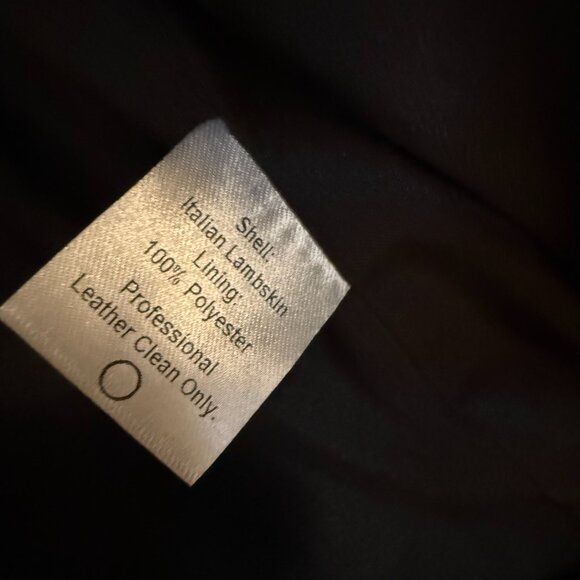 Shell:
Italian Lambskin
Lining:
100% Polyester
Professional
Leather Clean Only.